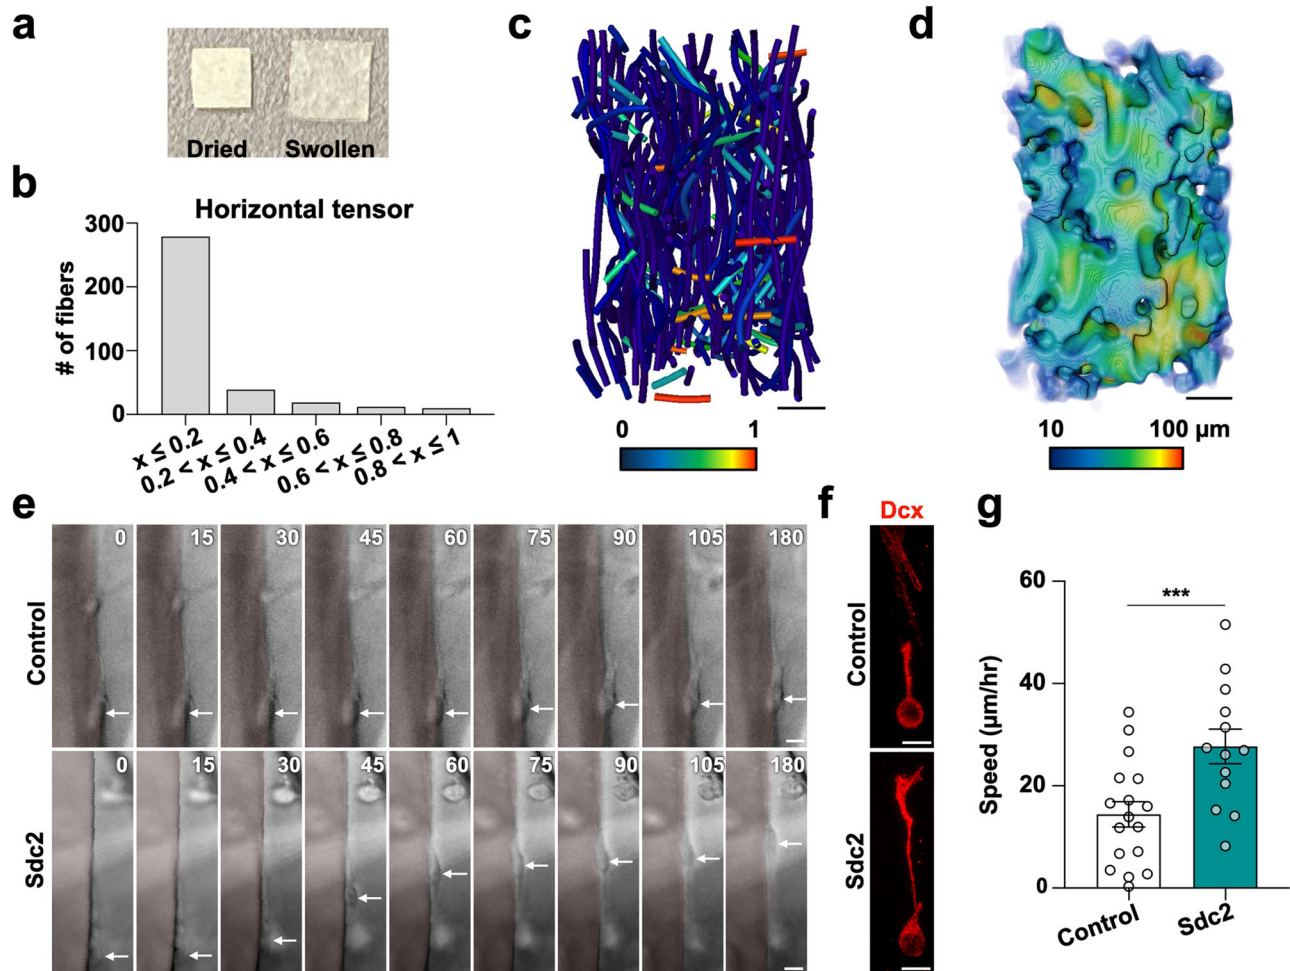 a
Dried Swollen
b
Horizontal tensor
# of fibers
300
200
100
0
x ≤ 0.2
0.2 < x ≤ 0.4
0.4 < x ≤ 0.6
0.6 < x ≤ 0.8
0.8 < x ≤ 1
c
0 1
d
10 100 µm
e
Control
0 15 30 45 60 75 90 105 180
Sdc2
0 15 30 45 60 75 90 105 180
f
Dcx
Control
Sdc2
g
Speed (µm/hr)
60
40
20
0
***
Control
Sdc2